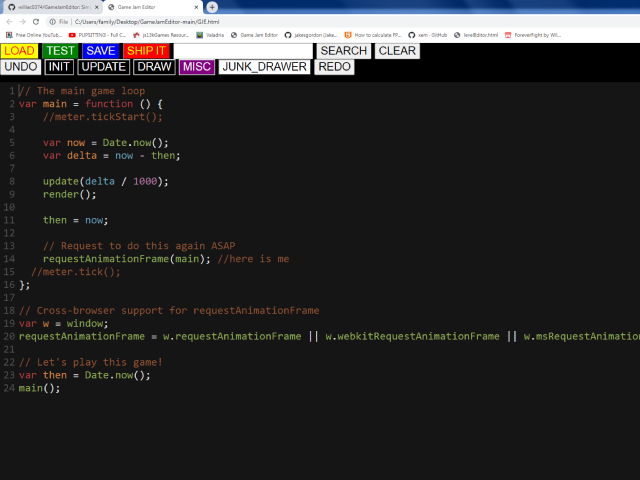 williac0374/GameJamEditor: Sin
Game Jam Editor
File C:/Users/family/Desktop/GameJamEditor-main/GJE.html
Free Online YouTub... PUPSITTING - Full C... js13kGames Resour... Valadria Game Jam Editor jakesgordon (Jake... How to calculate FP... xem - GitHub levelEditor.html Foreverfight by Wil...
LOAD TEST SAVE SHIP IT SEARCH CLEAR
UNDO INIT UPDATE DRAW MISC JUNK_DRAWER REDO
1 // The main game loop
2 var main = function () {
3 //meter.tickStart();
4
5 var now = Date.now();
6 var delta = now - then;
7
8 update(delta / 1000);
9 render();
10
11 then = now;
12
13 // Request to do this again ASAP
14 requestAnimationFrame(main); //here is me
15 //meter.tick();
16 };
17
18 // Cross-browser support for requestAnimationFrame
19 var w = window;
20 requestAnimationFrame = w.requestAnimationFrame || w.webkitRequestAnimationFrame || w.msRequestAnimation
21
22 // Let's play this game!
23 var then = Date.now();
24 main();